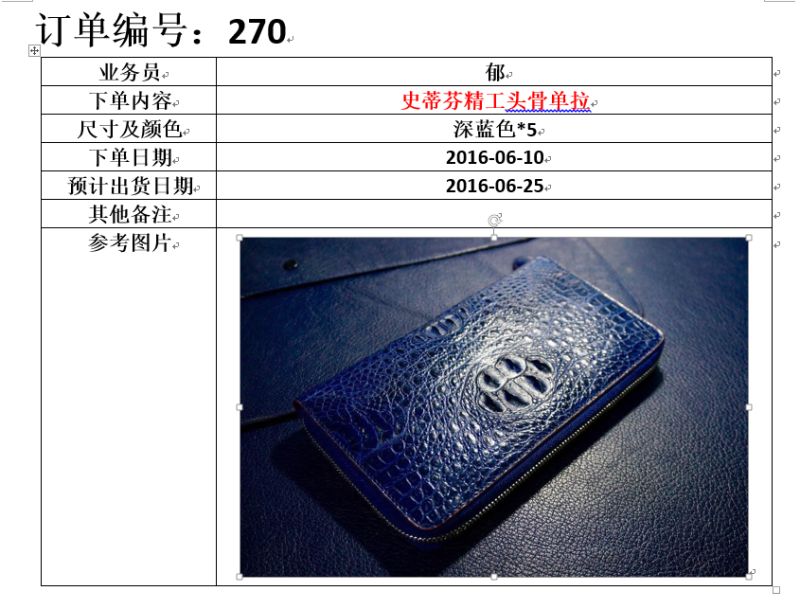 订单编号：270
业务员 郁
下单内容 史蒂芬精工头骨单拉
尺寸及颜色 深蓝色*5
下单日期 2016-06-10
预计出货日期 2016-06-25
其他备注
参考图片